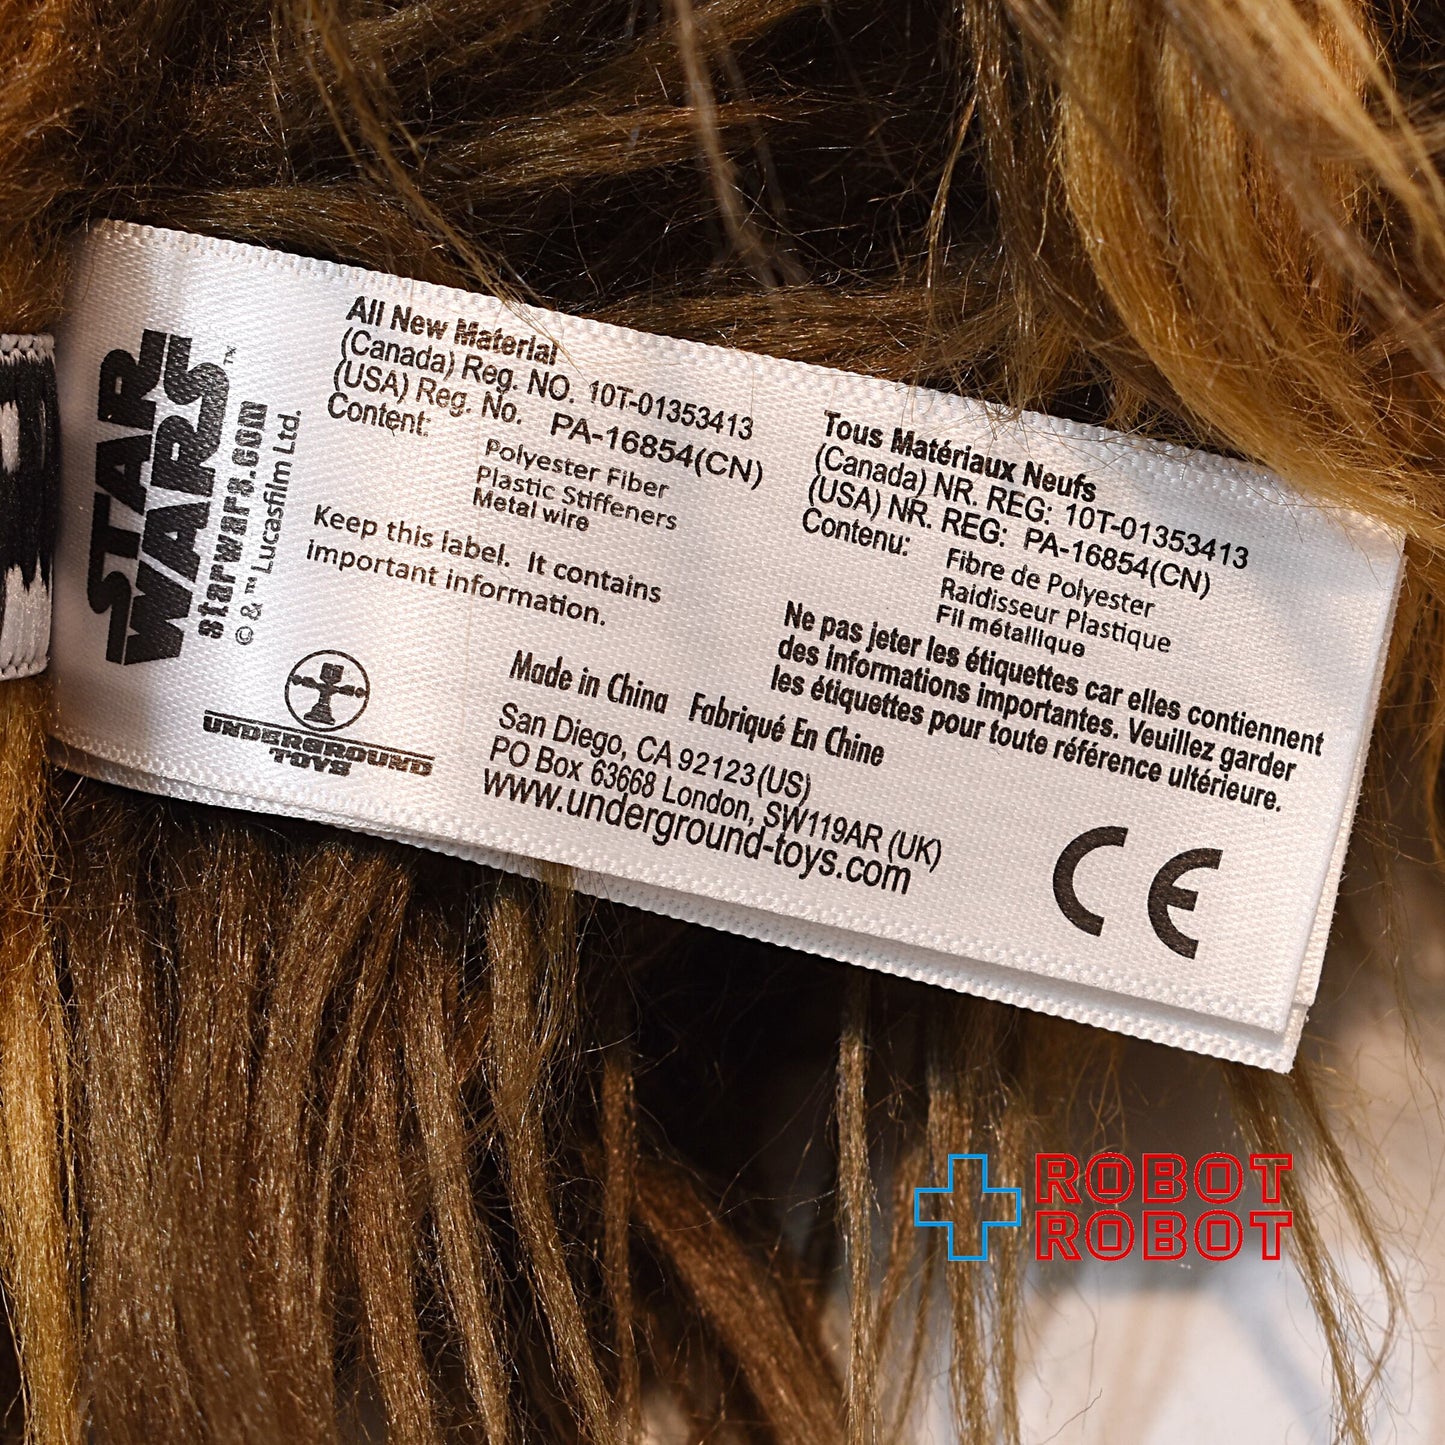 STAR
WARS™
starwars.com
© & ™ Lucasfilm Ltd.
UNDERGROUND
TOYS
All New Material
(Canada) Reg. NO. 10T-01353413
(USA) Reg. No. PA-16854(CN)
Content:
Polyester Fiber
Plastic Stiffeners
Metal wire
Keep this label. It contains
important information.
Tous Matériaux Neufs
(Canada) NR. REG: 10T-01353413
(USA) NR. REG: PA-16854(CN)
Contenu:
Fibre de Polyester
Raidisseur Plastique
Fil métallique
Ne pas jeter les étiquettes car elles contiennent
des informations importantes. Veuillez garder
les étiquettes pour toute référence ultérieure.
Made in China Fabriqué En Chine
San Diego, CA 92123(US)
PO Box 63668 London, SW119AR (UK)
www.underground-toys.com
CE
ROBOT
ROBOT